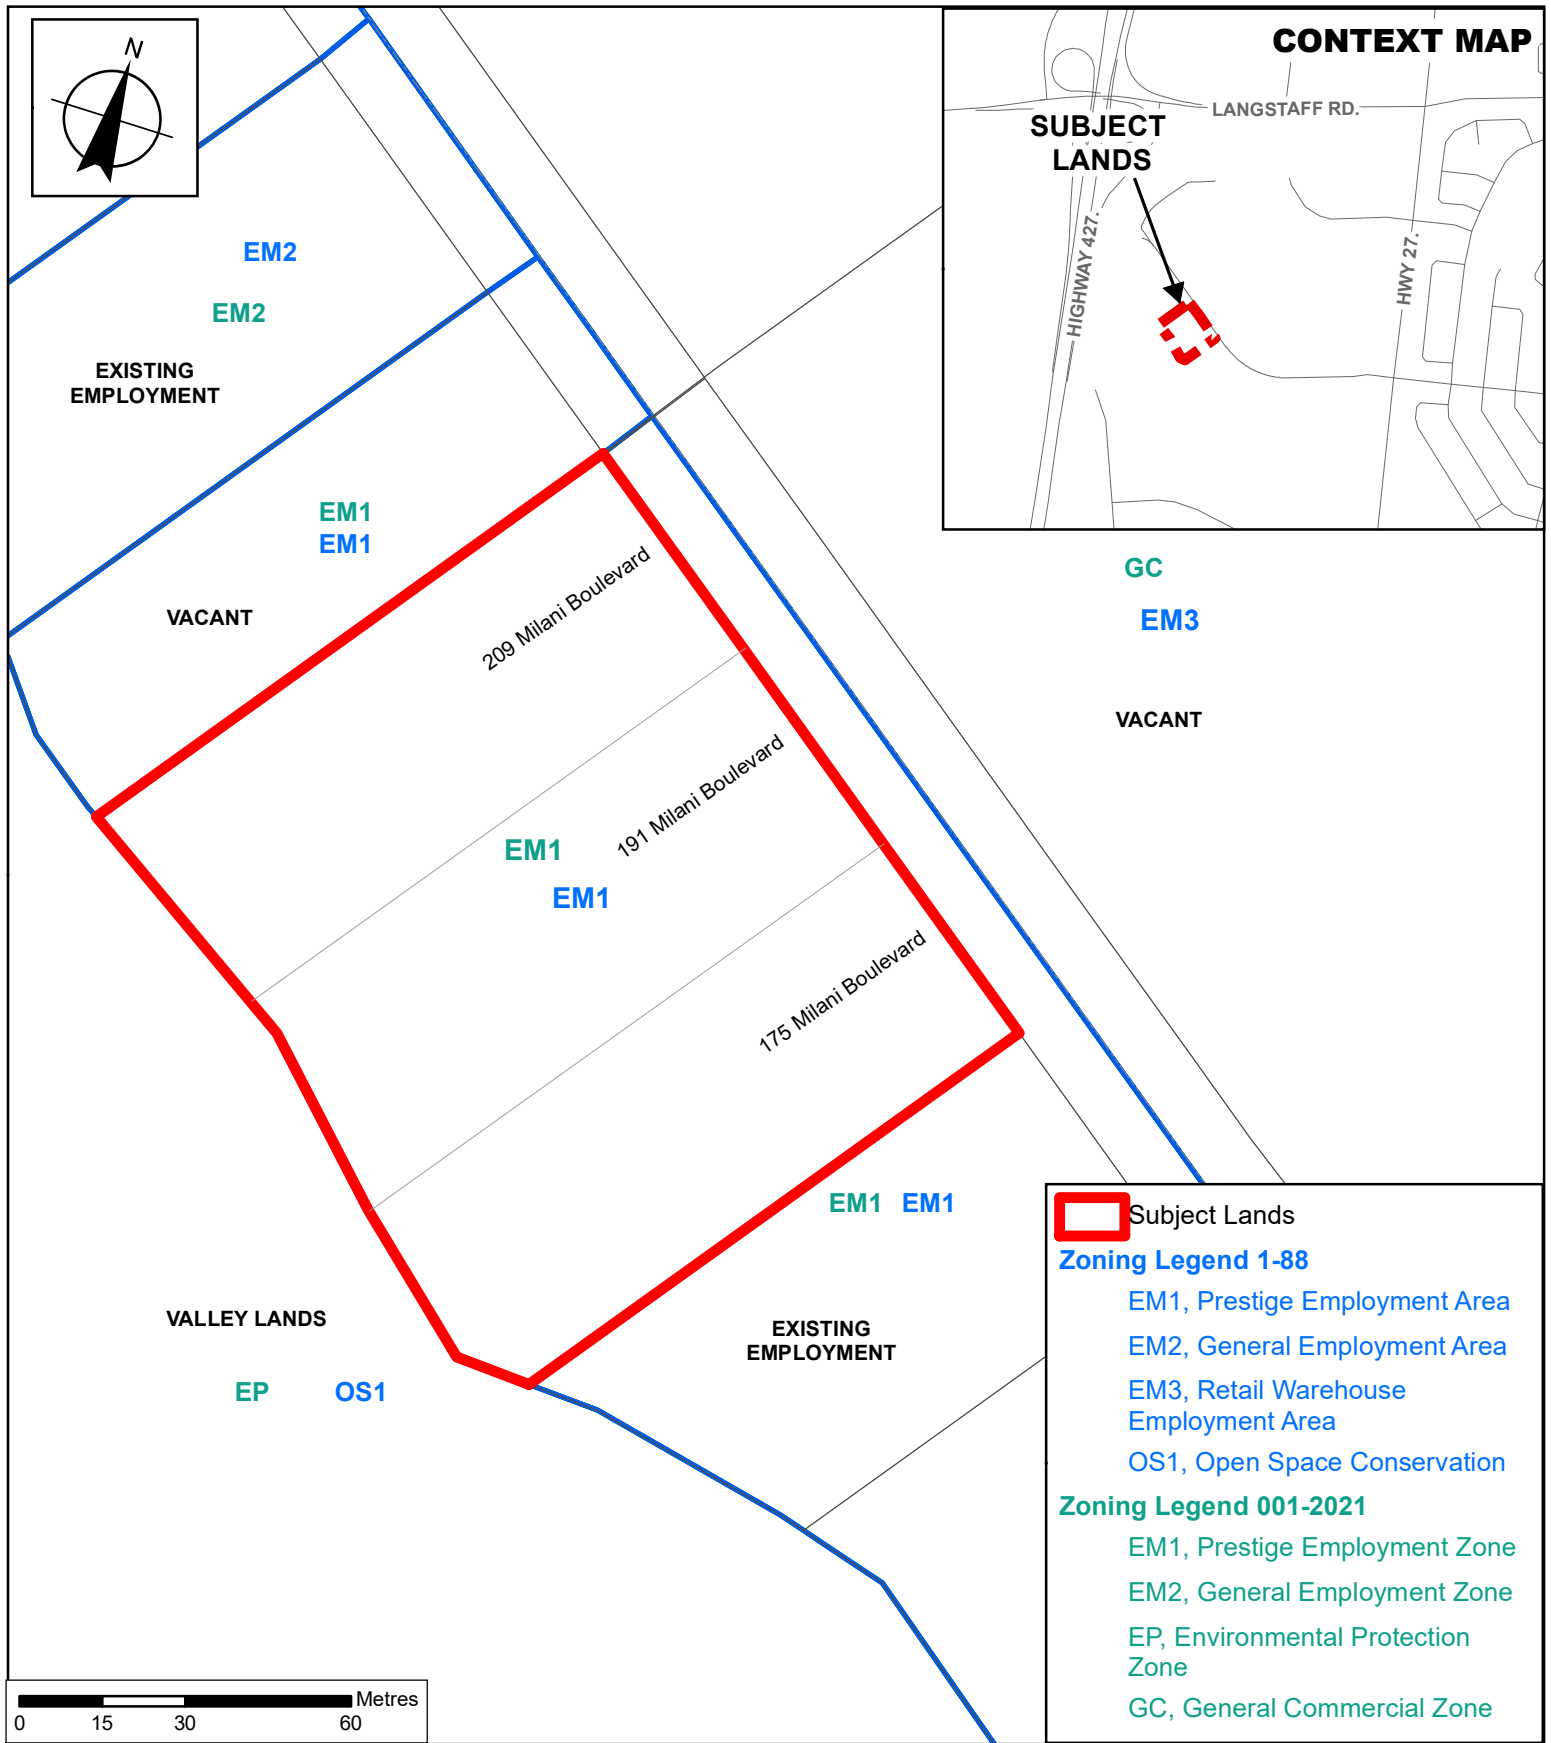 N
CONTEXT MAP
LANGSTAFF RD.
SUBJECT
LANDS
HIGHWAY 427.
HWY 27.
EM2
EM2
EXISTING
EMPLOYMENT
EM1
EM1
VACANT
209 Milani Boulevard
GC
EM3
VACANT
191 Milani Boulevard
EM1
EM1
175 Milani Boulevard
EM1 EM1
EXISTING
EMPLOYMENT
VALLEY LANDS
EP OS1
Subject Lands
Zoning Legend 1-88
EM1, Prestige Employment Area
EM2, General Employment Area
EM3, Retail Warehouse
Employment Area
OS1, Open Space Conservation
Zoning Legend 001-2021
EM1, Prestige Employment Zone
EM2, General Employment Zone
EP, Environmental Protection
Zone
GC, General Commercial Zone
Metres
0 15 30 60